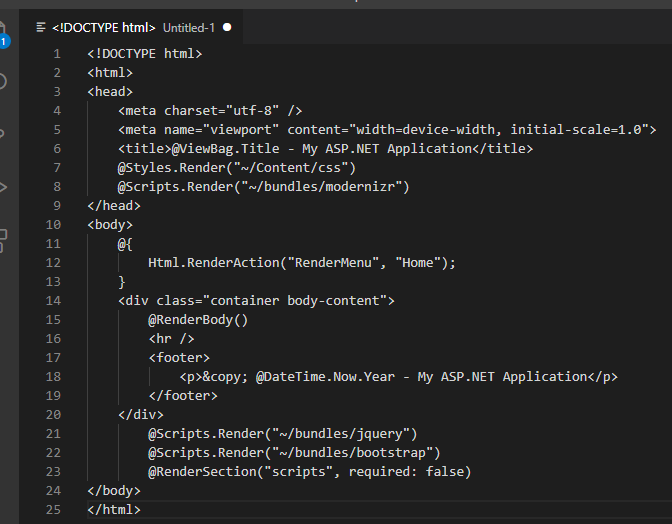 <!DOCTYPE html> Untitled-1
1
1 <!DOCTYPE html>
2 <html>
3 <head>
4     <meta charset="utf-8" />
5     <meta name="viewport" content="width=device-width, initial-scale=1.0">
6     <title>@ViewBag.Title - My ASP.NET Application</title>
7     @Styles.Render("~/Content/css")
8     @Scripts.Render("~/bundles/modernizr")
9 </head>
10 <body>
11     @{
12         Html.RenderAction("RenderMenu", "Home");
13     }
14     <div class="container body-content">
15         @RenderBody()
16         <hr />
17         <footer>
18             <p>&copy; @DateTime.Now.Year - My ASP.NET Application</p>
19         </footer>
20     </div>
21         @Scripts.Render("~/bundles/jquery")
22         @Scripts.Render("~/bundles/bootstrap")
23         @RenderSection("scripts", required: false)
24 </body>
25 </html>